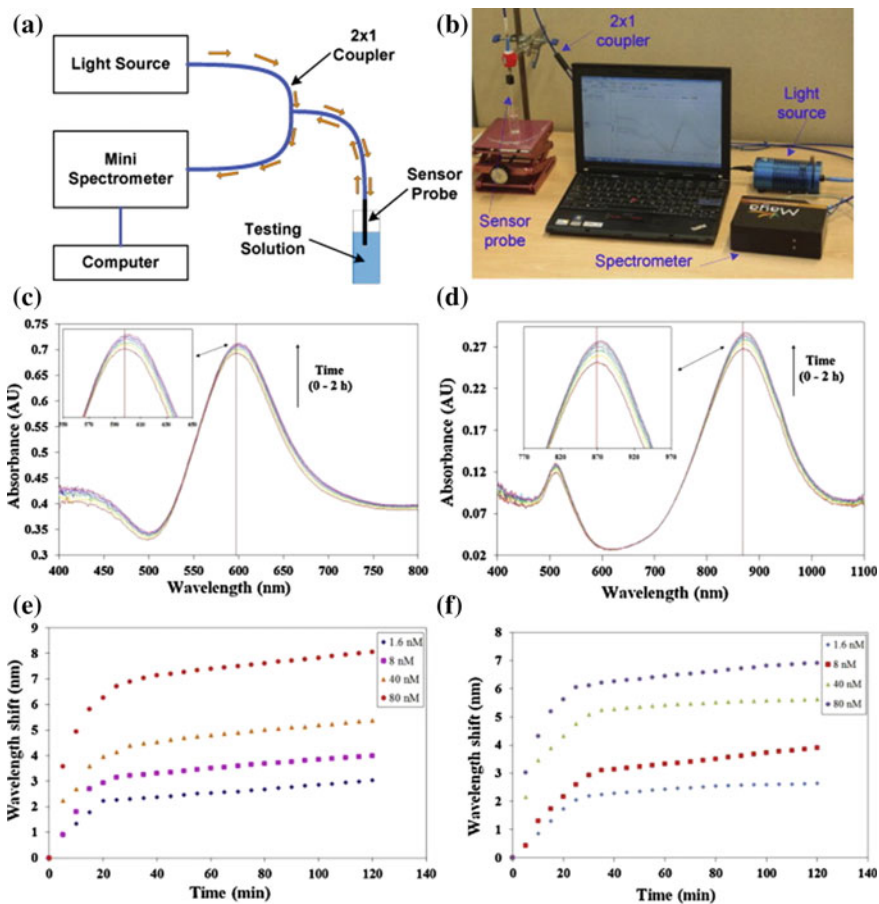 (a)
Light Source
2x1
Coupler
Mini
Spectrometer
Computer
Testing
Solution
Sensor
Probe
(b)
2x1
coupler
Light
source
Sensor
probe
Spectrometer
Maya
(c)
Absorbance (AU)
0.75
0.7
0.65
0.6
0.55
0.5
0.45
0.4
0.35
0.3
Time
(0 - 2 h)
400 450 500 550 600 650 700 750 800
Wavelength (nm)
(d)
Absorbance (AU)
0.27
0.22
0.17
0.12
0.07
0.02
770 820 870 920 970
Time
(0 - 2 h)
400 500 600 700 800 900 1000 1100
Wavelength (nm)
(e)
Wavelength shift (nm)
9
8
7
6
5
4
3
2
1
0
1.6 nM
8 nM
40 nM
80 nM
0 20 40 60 80 100 120 140
Time (min)
(f)
Wavelength shift (nm)
8
7
6
5
4
3
2
1
0
1.6 nM
8 nM
40 nM
80 nM
0 20 40 60 80 100 120 140
Time (min)